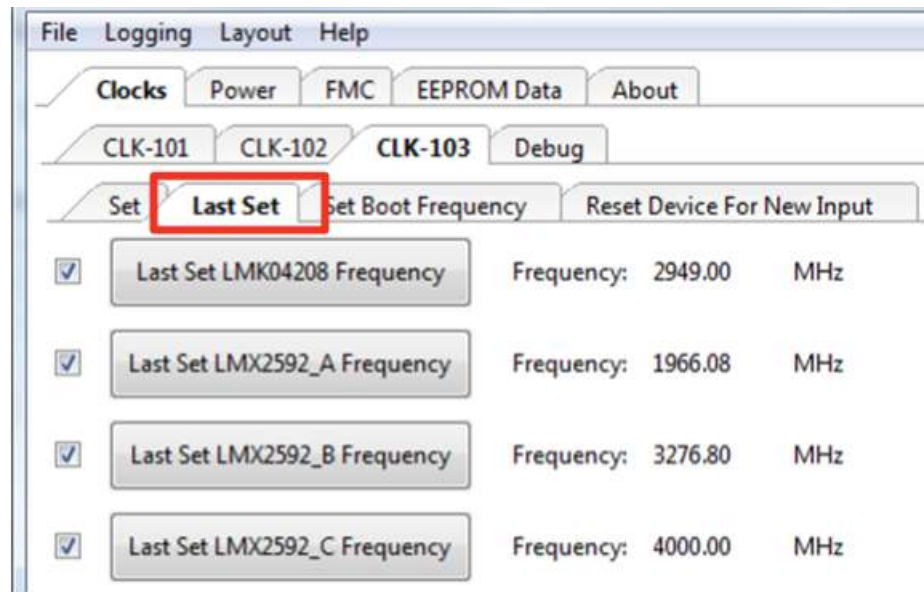 File Logging Layout Help
Clocks Power FMC EEPROM Data About
CLK-101 CLK-102 CLK-103 Debug
Set Last Set Set Boot Frequency Reset Device For New Input
Last Set LMK04208 Frequency Frequency: 2949.00 MHz
Last Set LMX2592_A Frequency Frequency: 1966.08 MHz
Last Set LMX2592_B Frequency Frequency: 3276.80 MHz
Last Set LMX2592_C Frequency Frequency: 4000.00 MHz